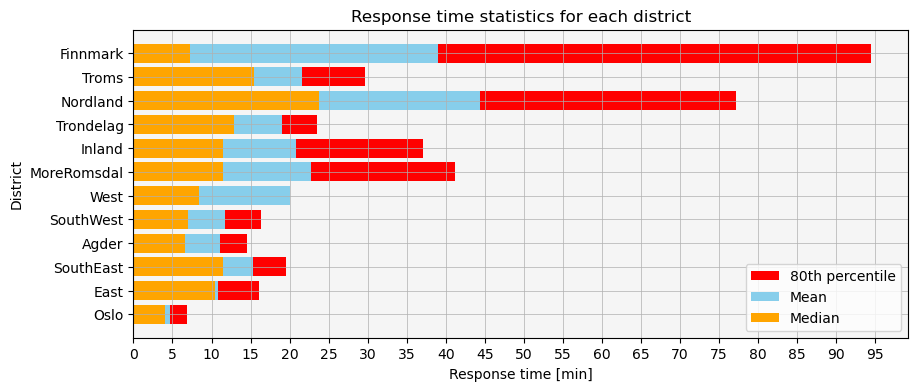 Response time statistics for each district
District
Finnmark
Troms
Nordland
Trondelag
Inland
MoreRomsdal
West
SouthWest
Agder
SouthEast
East
Oslo
80th percentile
Mean
Median
0 5 10 15 20 25 30 35 40 45 50 55 60 65 70 75 80 85 90 95
Response time [min]